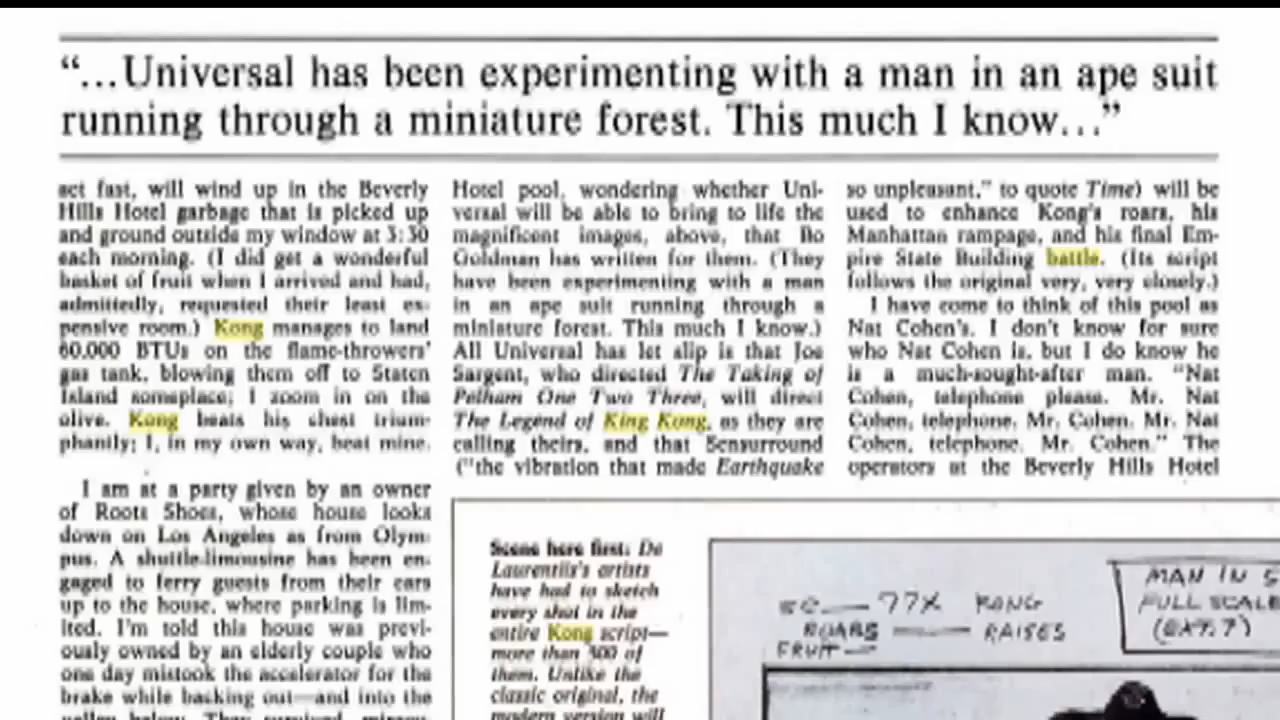 “...Universal has been experimenting with a man in an ape suit
running through a miniature forest. This much I know...”
act fast, will wind up in the Beverly
Hills Hotel garbage that is picked up
and ground outside my window at 3:30
each morning. (I did get a wonderful
basket of fruit when I arrived and had,
admittedly, requested their least ex-
pensive room.) Kong manages to land
60,000 BTUs on the flame-throwers'
gas tank, blowing them off to Staten
Island someplace; I zoom in on the
olive. Kong beats his chest trium-
phantly; I, in my own way, beat mine.
I am at a party given by an owner
of Roots Shoes, whose house looks
down on Los Angeles as from Olym-
pus. A shuttle-limousine has been en-
gaged to ferry guests from their cars
up to the house, where parking is lim-
ited. I'm told this house was previ-
ously owned by an elderly couple who
one day mistook the accelerator for the
brake while backing out—and into the
valley below. They survived,
Hotel pool, wondering whether Uni-
versal will be able to bring to life the
magnificent images, above, that Bo
Goldman has written for them. (They
have been experimenting with a man
in an ape suit running through a
miniature forest. This much I know.)
All Universal has let slip is that Joe
Sargent, who directed The Taking of
Pelham One Two Three, will direct
The Legend of King Kong, as they are
calling theirs, and that Sensurround
("the vibration that made Earthquake
so unpleasant," to quote Time) will be
used to enhance Kong's roars, his
Manhattan rampage, and his final Em-
pire State Building battle. (Its script
follows the original very, very closely.)
I have come to think of this pool as
Nat Cohen's. I don't know for sure
who Nat Cohen is, but I do know he
is a much-sought-after man. "Nat
Cohen, telephone please. Mr. Nat
Cohen, telephone. Mr. Cohen. Mr. Nat
Cohen, telephone. Mr. Cohen." The
operators at the Beverly Hills Hotel
Scene here first: De
Laurentiis's artists
have had to sketch
every shot in the
entire Kong script—
more than 500 of
them. Unlike the
classic original, the
modern version will
77X KONG
ROARS RAISES
FRUIT
MAN IN S
FULL SCALE
(EXT. 7)